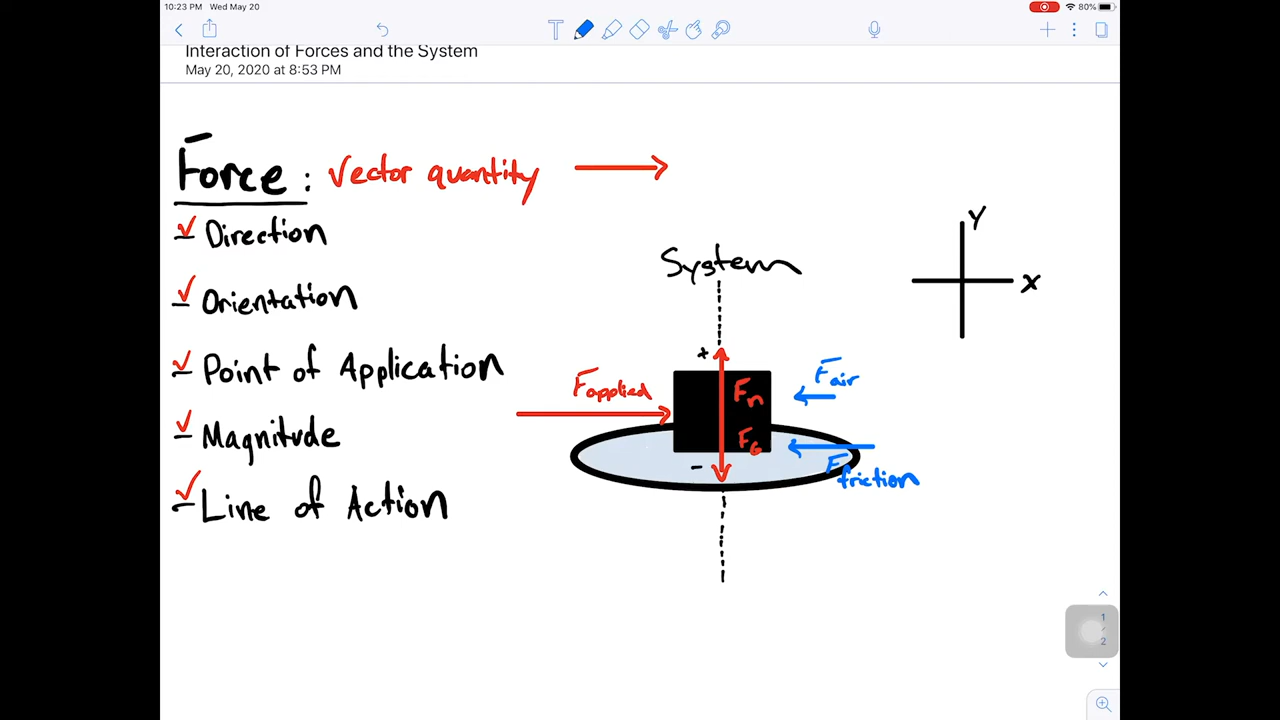 10:23 PM Wed May 20
80%
Interaction of Forces and the System
May 20, 2020 at 8:53 PM
Force : Vector quantity
- Direction
- Orientation
- Point of Application
- Magnitude
- Line of Action
System
Y
X
+
Fapplied
Fn
FG
-
Fair
Ffriction
1
2